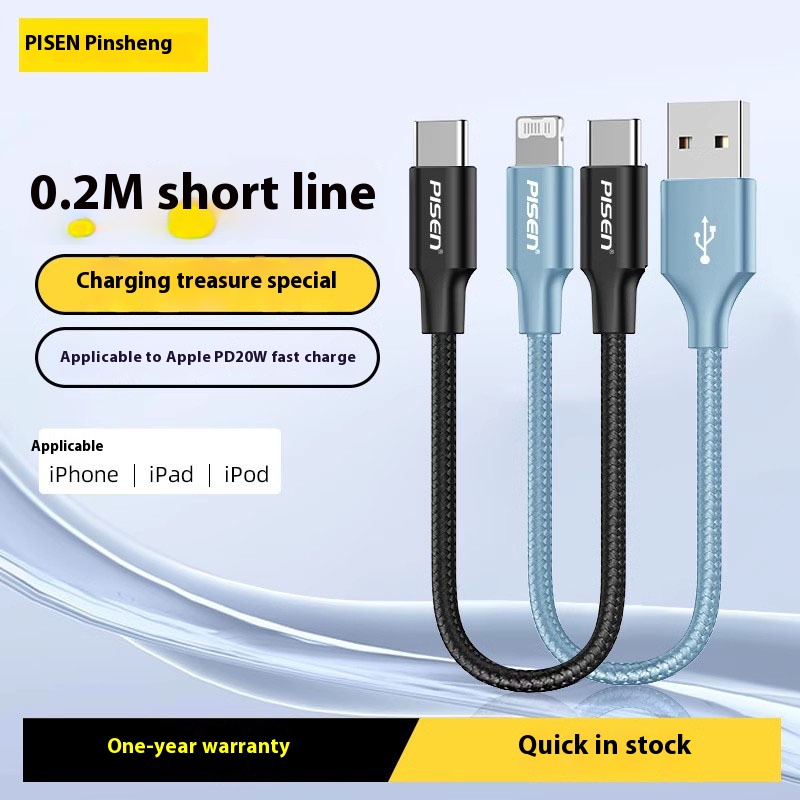 PISEN Pinsheng
0.2M short line
Charging treasure special
Applicable to Apple PD20W fast charge
Applicable
iPhone | iPad | iPod
PISEN
PISEN
PISEN
One-year warranty
Quick in stock